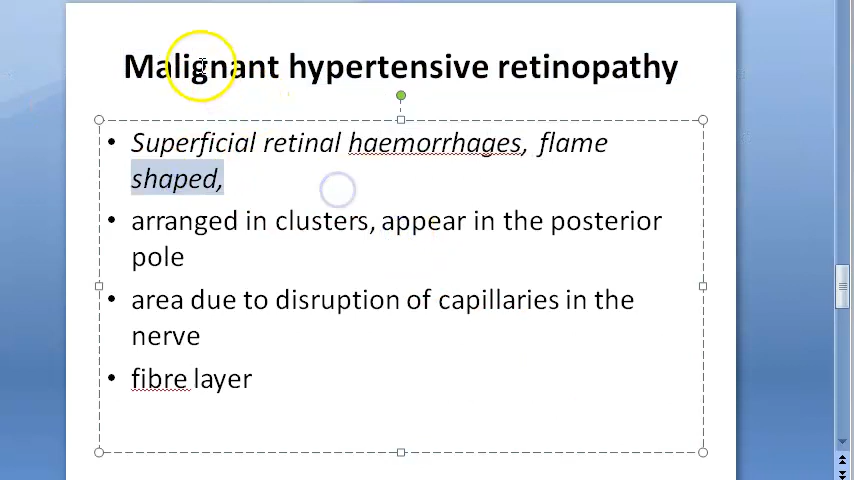 Malignant hypertensive retinopathy
• Superficial retinal haemorrhages, flame
shaped,
• arranged in clusters, appear in the posterior
pole
• area due to disruption of capillaries in the
nerve
• fibre layer